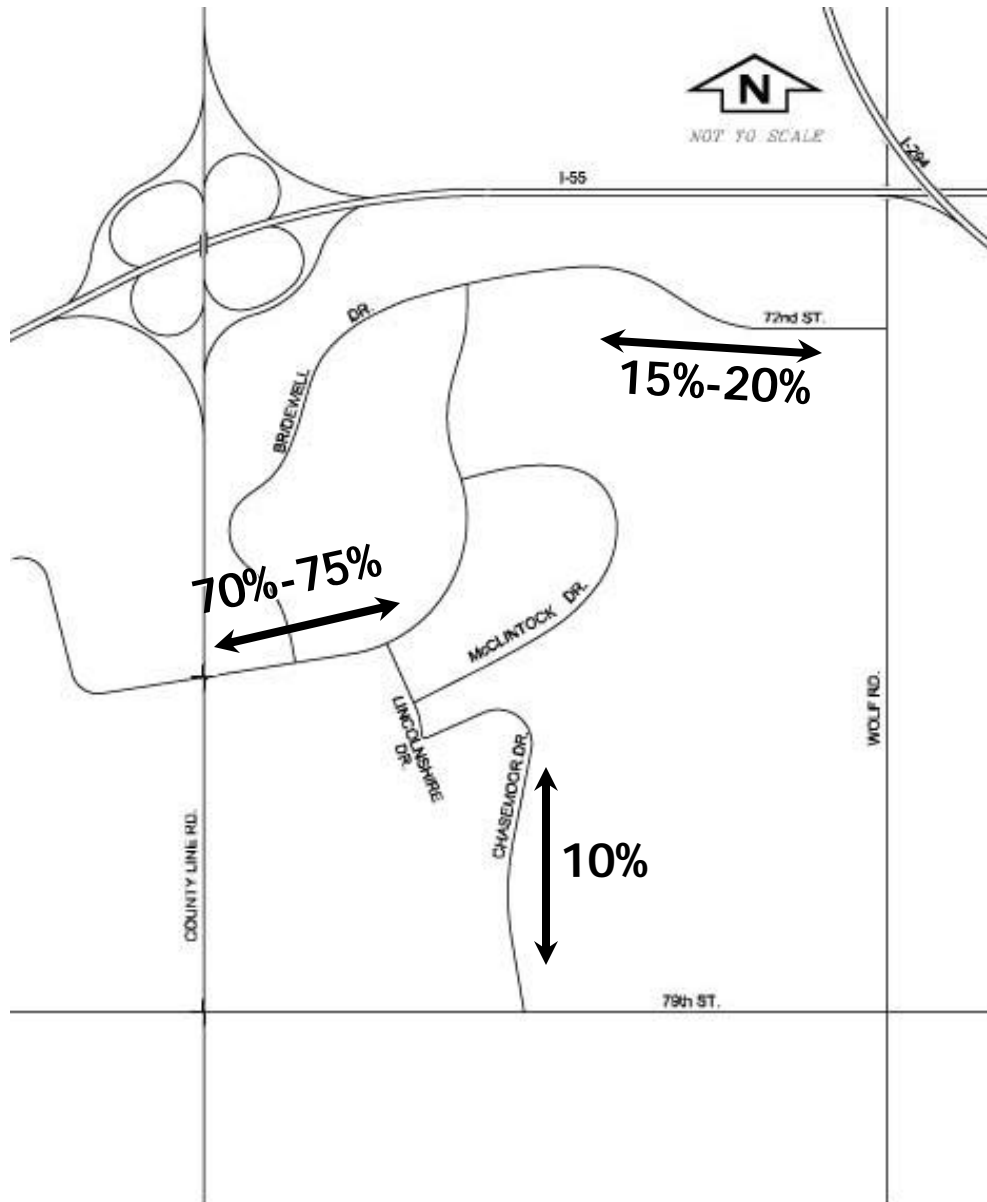 N
NOT TO SCALE
I-294
I-55
DR.
72nd ST.
15%-20%
BRIDEWELL
70%-75%
McCLINTOCK DR.
LINCOLNSHIRE
DR.
WOLF RD.
CHASEMOOR DR.
COUNTY LINE RD.
10%
79th ST.